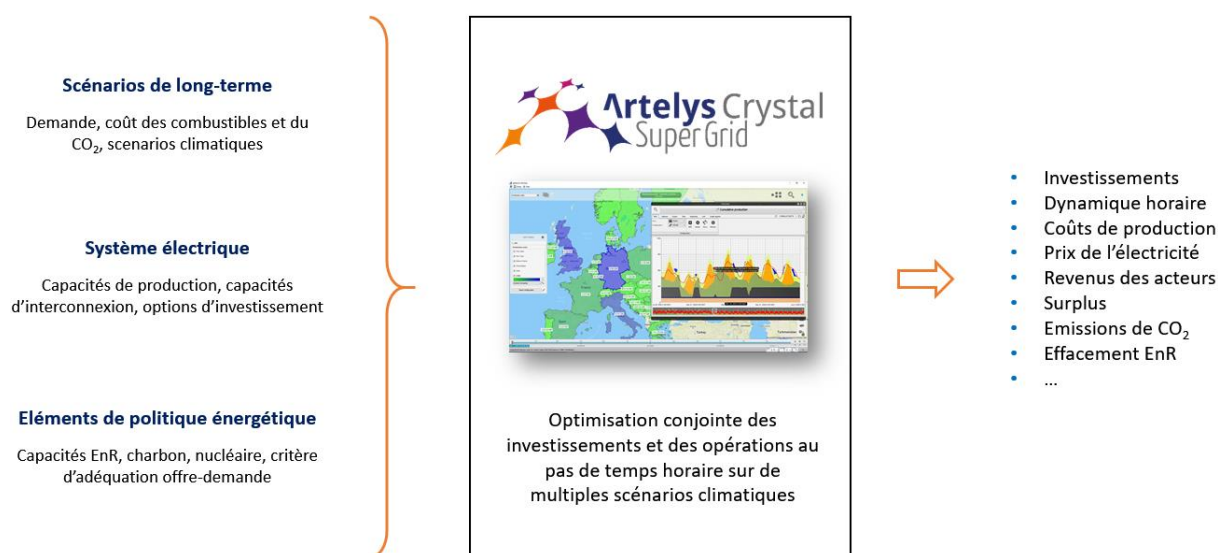 Scénarios de long-terme
Demande, coût des combustibles et du
CO₂, scenarios climatiques
Système électrique
Capacités de production, capacités
d'interconnexion, options d'investissement
Eléments de politique énergétique
Capacités EnR, charbon, nucléaire, critère
d'adéquation offre-demande
Artelys Crystal
Super Grid
Optimisation conjointe des
investissements et des opérations au
pas de temps horaire sur de
multiples scénarios climatiques
• Investissements
• Dynamique horaire
• Coûts de production
• Prix de l'électricité
• Revenus des acteurs
• Surplus
• Emissions de CO₂
• Effacement EnR
• ...